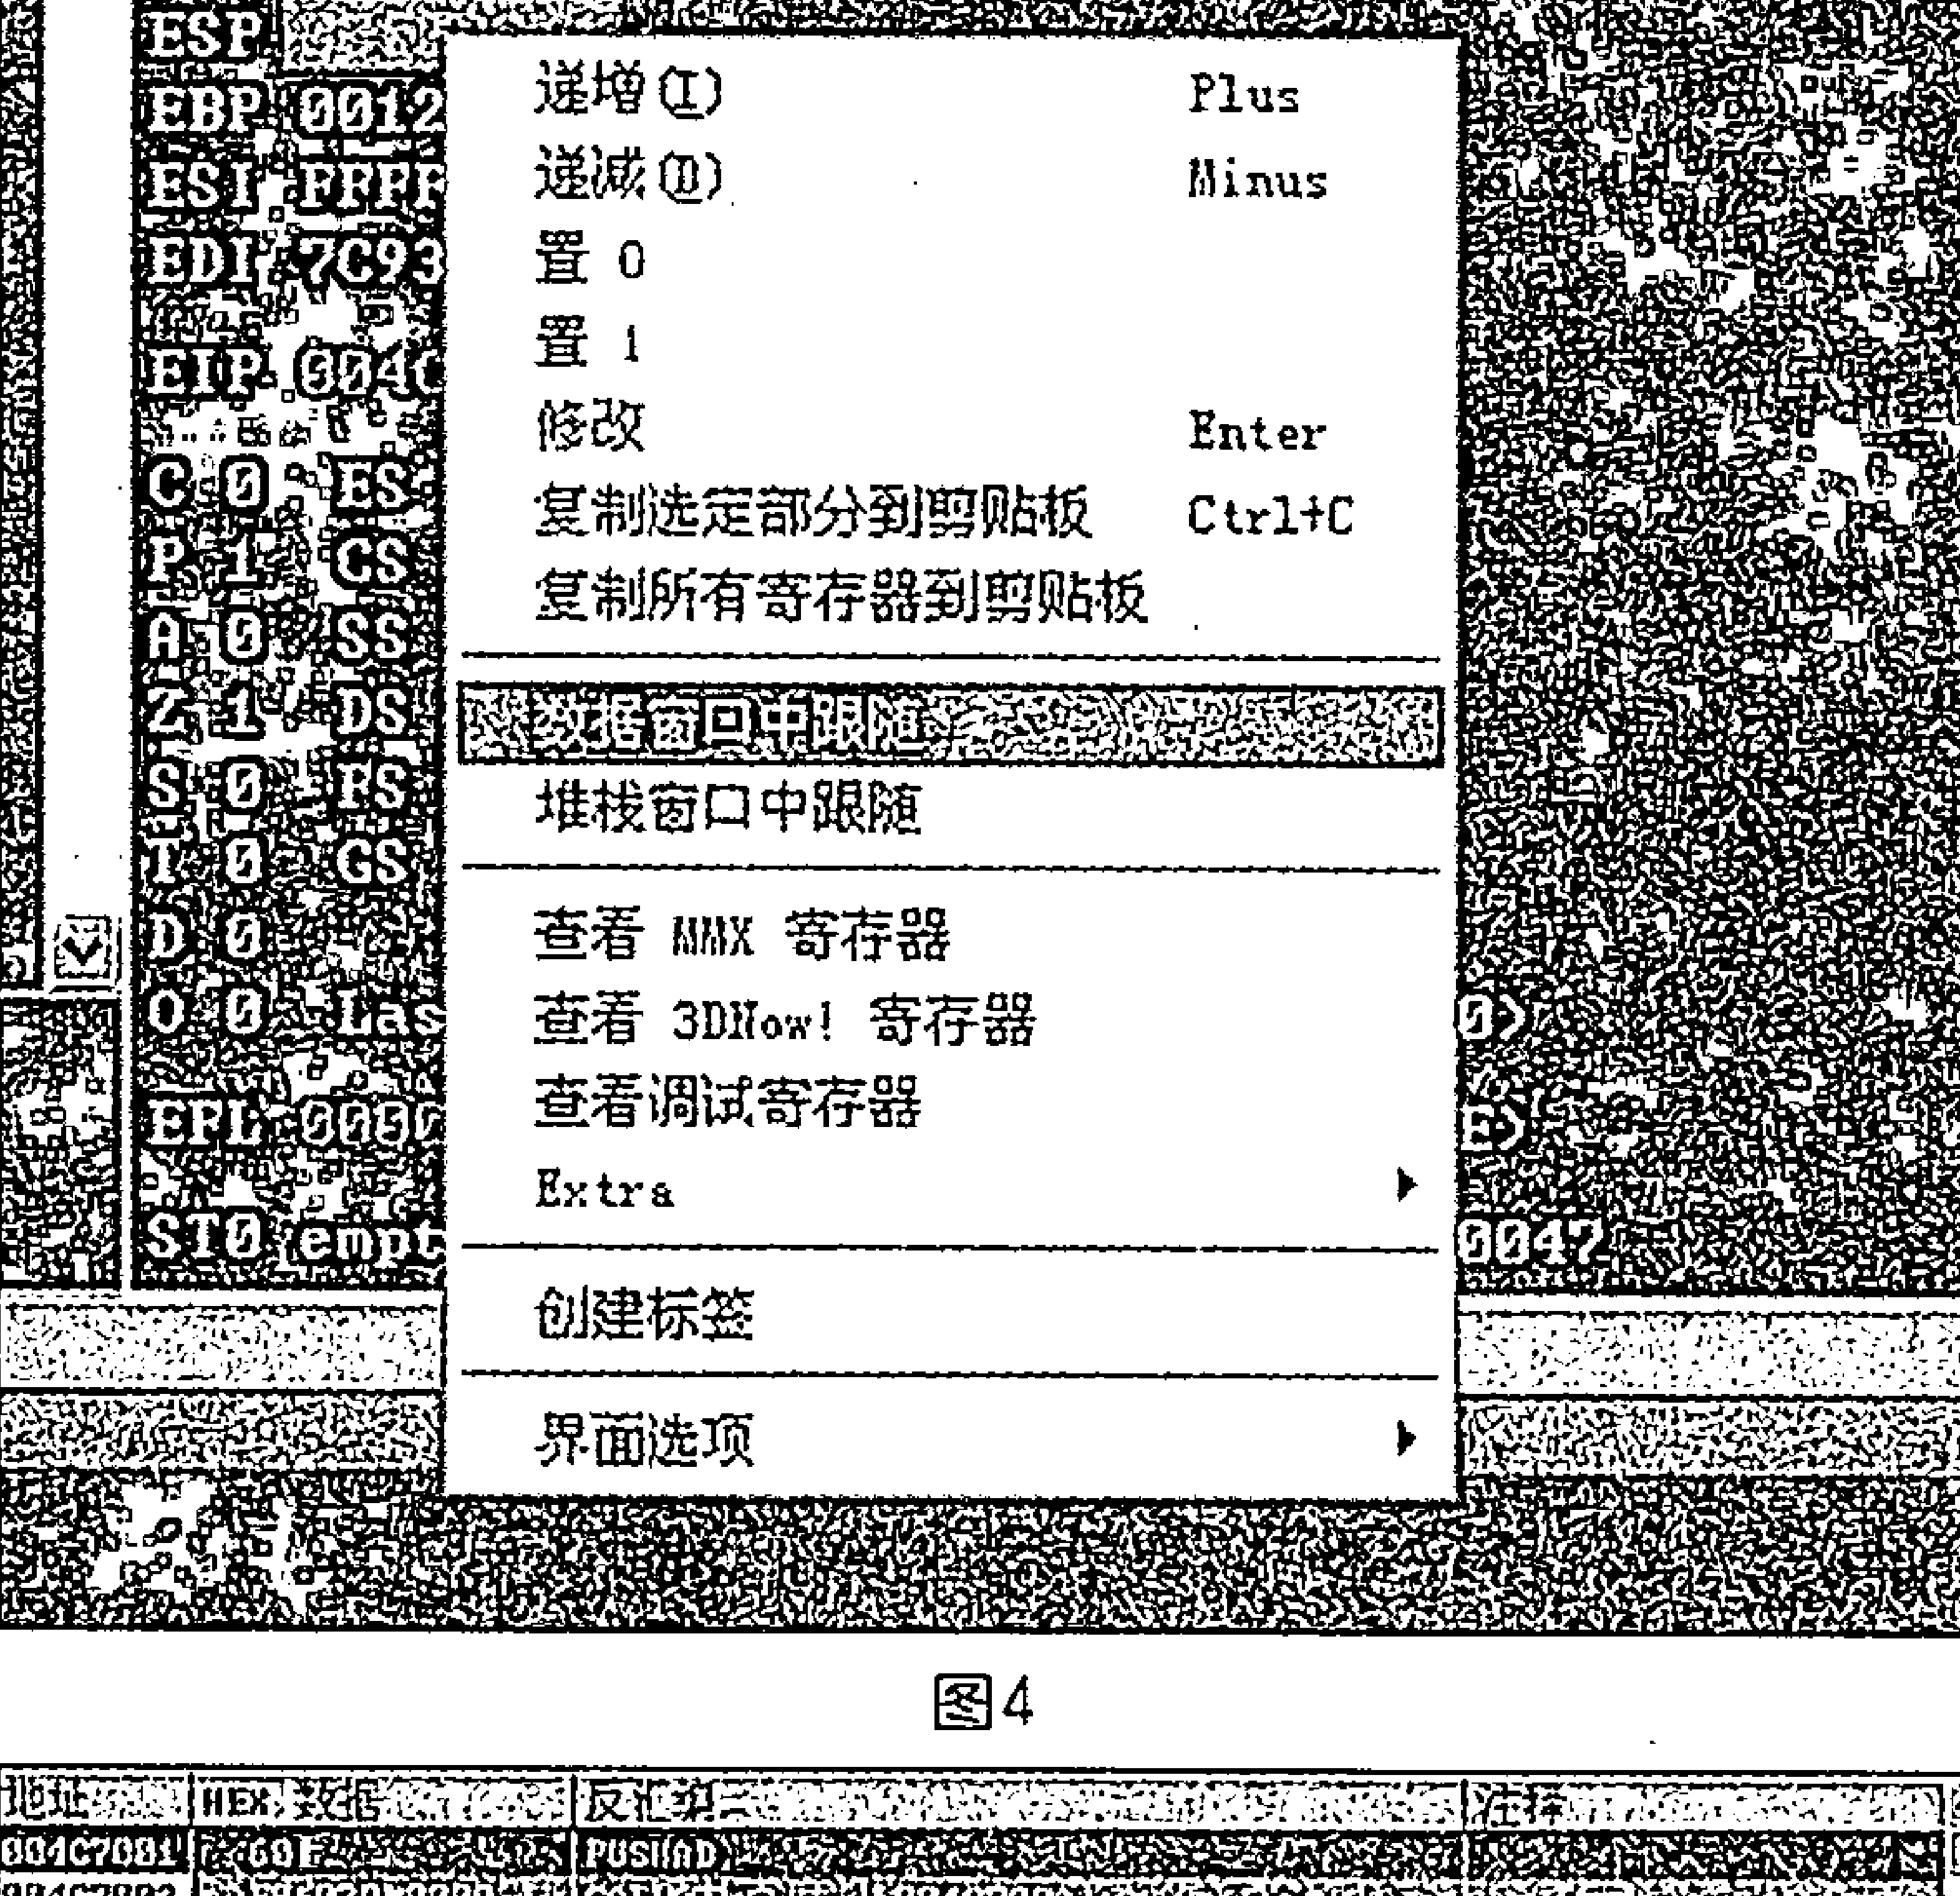 ESP
EBP 0012
ESI FFFF
EDI 7C93
EIP 004C
C 0 ES
P 1 CS
A 0 SS
Z 1 DS
S 0 FS
T 0 GS
D 0
O 0 Las
EFL 0000
ST0 empt
递增(I) Plus
递减(D) Minus
置 0
置 1
修改 Enter
复制选定部分到剪贴板 Ctrl+C
复制所有寄存器到剪贴板
数据窗口中跟随
堆栈窗口中跟随
查看 MMX 寄存器
查看 3DNow! 寄存器
查看调试寄存器
Extra
创建标签
界面选项
0>
E>
0047
图4
地址 HEX 数据 反汇编 注释
004C7001 60 PUSHAD